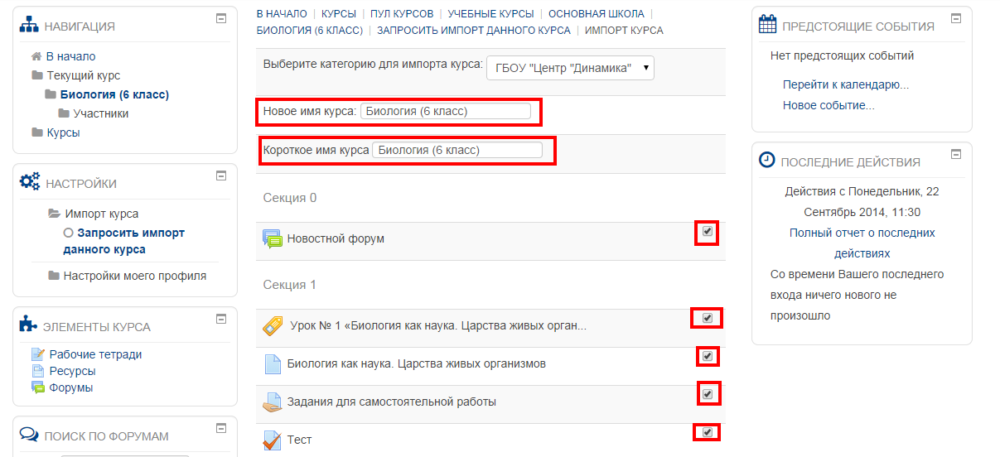 НАВИГАЦИЯ
В начало
Текущий курс
Биология (6 класс)
Участники
Курсы
НАСТРОЙКИ
Импорт курса
Запросить импорт
данного курса
Настройки моего профиля
ЭЛЕМЕНТЫ КУРСА
Рабочие тетради
Ресурсы
Форумы
ПОИСК ПО ФОРУМАМ
В НАЧАЛО | КУРСЫ | ПУЛ КУРСОВ | УЧЕБНЫЕ КУРСЫ | ОСНОВНАЯ ШКОЛА |
БИОЛОГИЯ (6 КЛАСС) | ЗАПРОСИТЬ ИМПОРТ ДАННОГО КУРСА | ИМПОРТ КУРСА
Выберите категорию для импорта курса: ГБОУ "Центр "Динамика"
Новое имя курса: Биология (6 класс)
Короткое имя курса Биология (6 класс)
Секция 0
Новостной форум
Секция 1
Урок № 1 «Биология как наука. Царства живых орган...
Биология как наука. Царства живых организмов
Задания для самостоятельной работы
Тест
ПРЕДСТОЯЩИЕ СОБЫТИЯ
Нет предстоящих событий
Перейти к календарю...
Новое событие...
ПОСЛЕДНИЕ ДЕЙСТВИЯ
Действия с Понедельник, 22
Сентябрь 2014, 11:30
Полный отчет о последних
действиях
Со времени Вашего последнего
входа ничего нового не
произошло